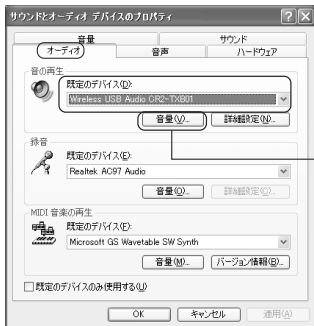 サウンドとオーディオ デバイスのプロパティ
音量 サウンド
オーディオ 音声 ハードウェア
音の再生
既定のデバイス(D):
Wireless USB Audio CR2-TXB01
音量(V)... 詳細設定(N)...
録音
既定のデバイス(E):
Realtek AC97 Audio
音量(O)... 詳細設定(C)...
MIDI 音楽の再生
既定のデバイス(F):
Microsoft GS Wavetable SW Synth
音量(M)... バージョン情報(B)...
既定のデバイスのみ使用する(U)
OK キャンセル 適用(A)